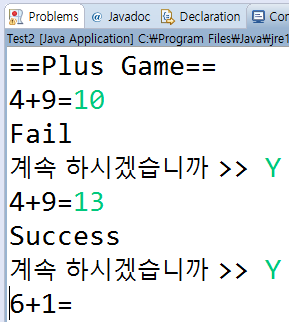 Problems @ Javadoc Declaration Con
Test2 [Java Application] C:₩Program Files₩Java₩jre1
==Plus Game==
4+9=10
Fail
계속 하시겠습니까 >> Y
4+9=13
Success
계속 하시겠습니까 >> Y
6+1=